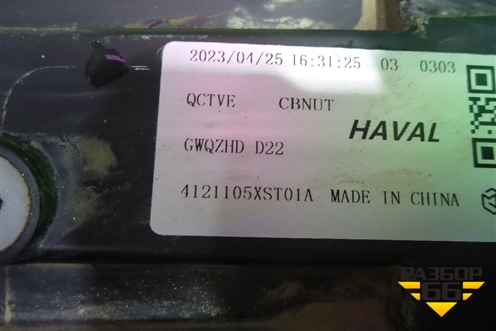 2023/04/25 16:31:25 03 0303
QCTVE CBNUT
HAVAL
GWQZHD D22
4121105XST01A MADE IN CHINA
РАЗБОР
66